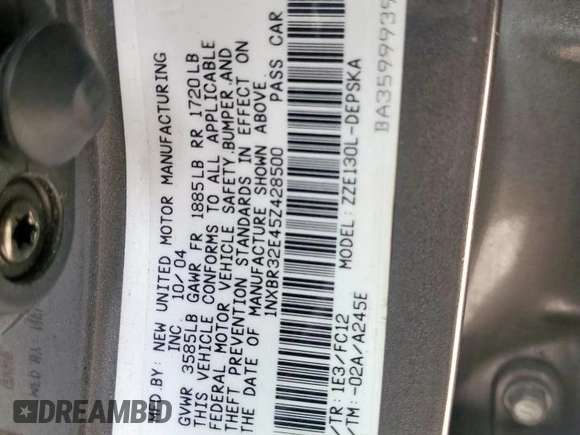 MFD.BY: NEW UNITED MOTOR MANUFACTURING
INC 10/04
GVWR 3585LB GAWR FR 1885LB RR 1720LB
THIS VEHICLE CONFORMS TO ALL APPLICABLE
FEDERAL MOTOR VEHICLE SAFETY,BUMPER,AND
THEFT PREVENTION STANDARDS IN EFFECT ON
THE DATE OF MANUFACTURE SHOWN ABOVE.
1NXBR32E45Z428500 PASS CAR
/TR: 1E3/FC12 MODEL: ZZE130L-DEPSKA
/TM -02A/A245E
BA3599939
DREAMBID